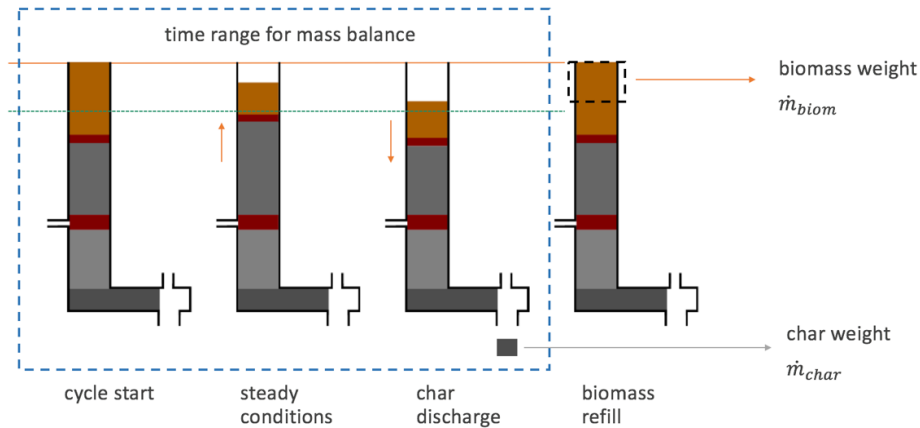 time range for mass balance
biomass weight
ṁ_biom
char weight
ṁ_char
cycle start
steady
conditions
char
discharge
biomass
refill